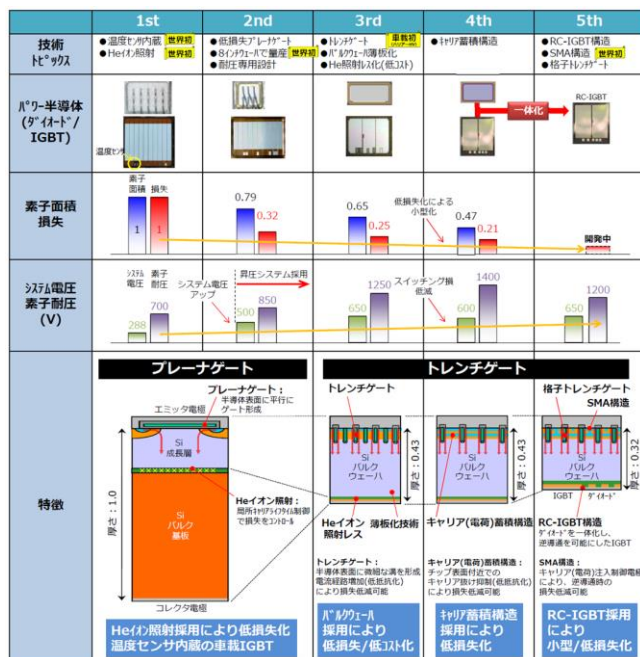 1st 2nd 3rd 4th 5th
技術
トピックス
●温度センサ内蔵 世界初
●Heイオン照射 世界初
●低損失プレーナゲート
●8インチウェーハで量産 世界初
●耐圧専用設計
●トレンチゲート 車載初
●バルクウェーハ薄板化
●He照射レス化(低コスト)
●キャリア蓄積構造
●RC-IGBT構造
●SMA構造 世界初
●格子トレンチゲート
パワー半導体
(ダイオード/
IGBT)
温度センサ
一体化
RC-IGBT
素子面積
損失
素子
面積
損失
1 1
0.79
0.32
0.65
0.25
低損失化による
小型化
0.47
0.21
開発中
システム電圧
素子耐圧
(V)
システム
電圧
素子
耐圧
288
700
システム電圧
アップ
昇圧システム採用
500
850
650
1250
スイッチング損
低減
600
1400
650
1200
特徴
プレーナゲート
トレンチゲート
プレーナゲート：
半導体表面に平行に
ゲート形成
エミッタ電極
Si
成長層
Heイオン照射：
局所キャリアライフタイム制御
で損失をコントロール
厚さ：1.0
Si
バルク
基板
コレクタ電極
Heイオン照射採用により低損失化
温度センサ内蔵の車載IGBT
トレンチゲート
Si
バルク
ウェーハ
厚さ：0.43
Heイオン
照射レス
薄板化技術
トレンチゲート：
半導体表面に微細な溝を形成
電流経路増加(低抵抗化)
により損失低減可能
バルクウェーハ
採用により
低損失/低コスト化
Si
バルク
ウェーハ
厚さ：0.43
キャリア(電荷)蓄積構造
キャリア(電荷)蓄積構造：
チップ表面付近での
キャリア抜け抑制(低抵抗化)
により損失低減可能
キャリア蓄積構造
採用により
低損失化
格子トレンチゲート
SMA構造
Si
バルク
ウェーハ
厚さ：0.32
IGBT ダイオード
RC-IGBT構造
ダイオードを一体化し、
逆導通を可能にしたIGBT
SMA構造：
キャリア(電荷)注入制御電極
により、逆導通時の
損失低減可能
RC-IGBT採用
により
小型/低損失化